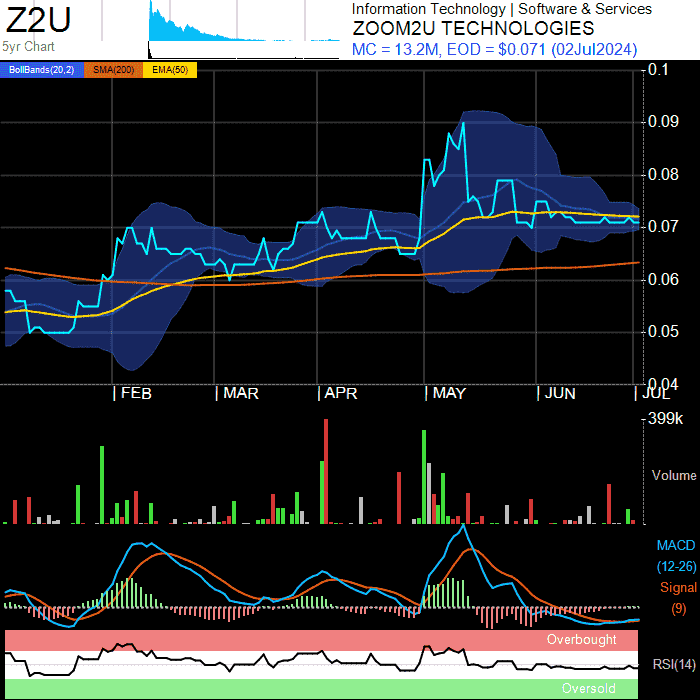 Z2U
5yr Chart
Information Technology | Software & Services
ZOOM2U TECHNOLOGIES
MC = 13.2M, EOD = $0.071 (02Jul2024)
BollBands(20,2) SMA(200) EMA(50)
0.1
0.09
0.08
0.07
0.06
0.05
0.04
FEB MAR APR MAY JUN JUL
399k
Volume
MACD
(12-26)
Signal
(9)
Overbought
RSI(14)
Oversold